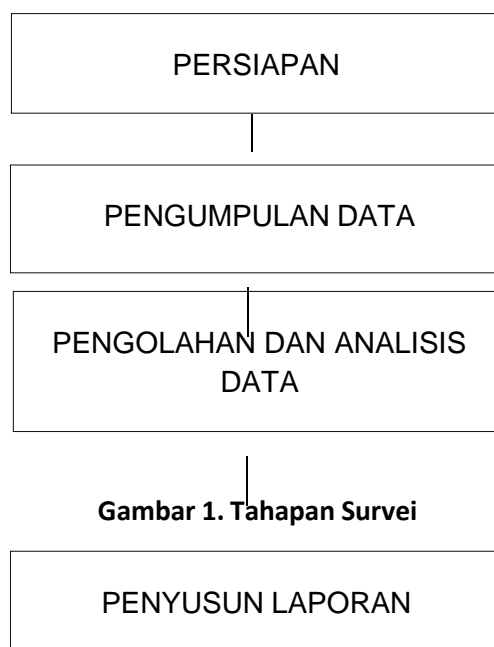 PERSIAPAN
PENGUMPULAN DATA
PENGOLAHAN DAN ANALISIS
DATA
Gambar 1. Tahapan Survei
PENYUSUN LAPORAN